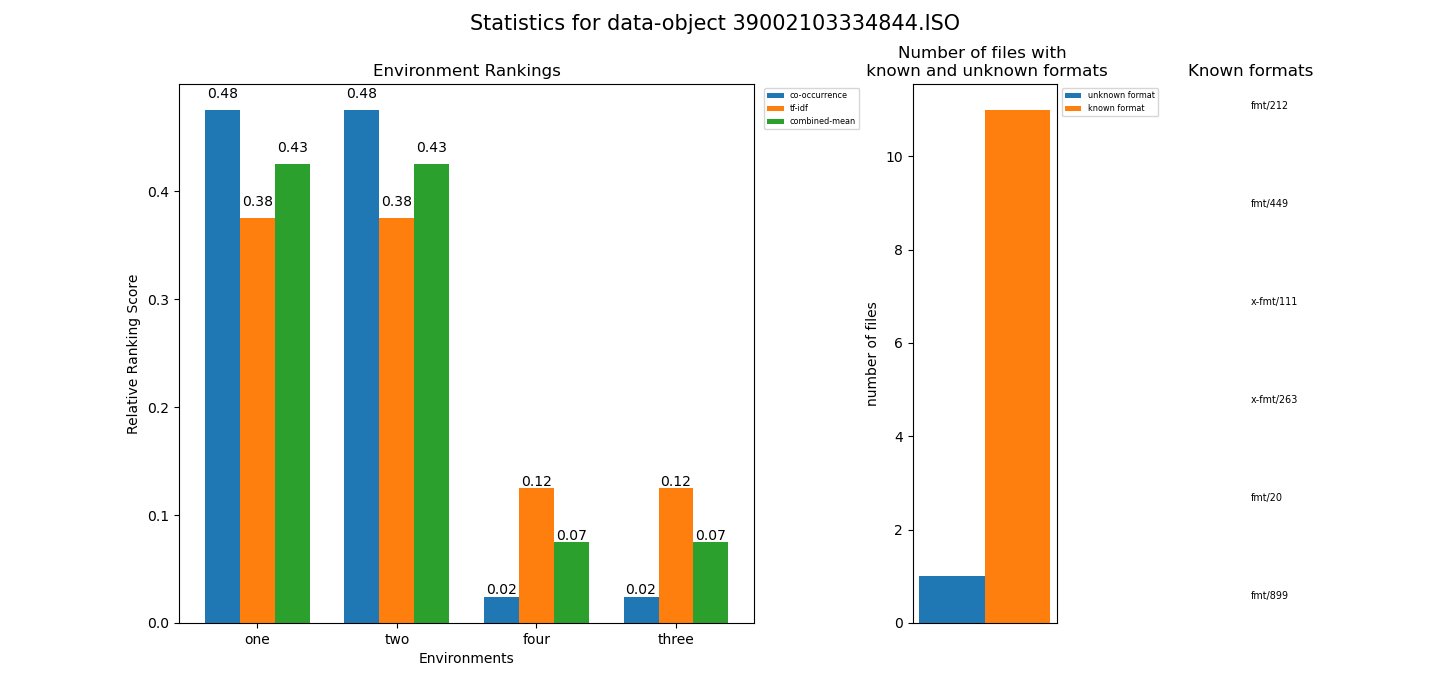 Statistics for data-object 39002103334844.ISO
Environment Rankings
0.48
0.48
0.43
0.43
0.38
0.38
0.12
0.12
0.07
0.07
0.02
0.02
0.4
0.3
0.2
0.1
0.0
Relative Ranking Score
one
two
four
three
Environments
co-occurrence
tf-idf
combined-mean
Number of files with
known and unknown formats
10
8
6
4
2
0
number of files
unknown format
known format
Known formats
fmt/212
fmt/449
x-fmt/111
x-fmt/263
fmt/20
fmt/899